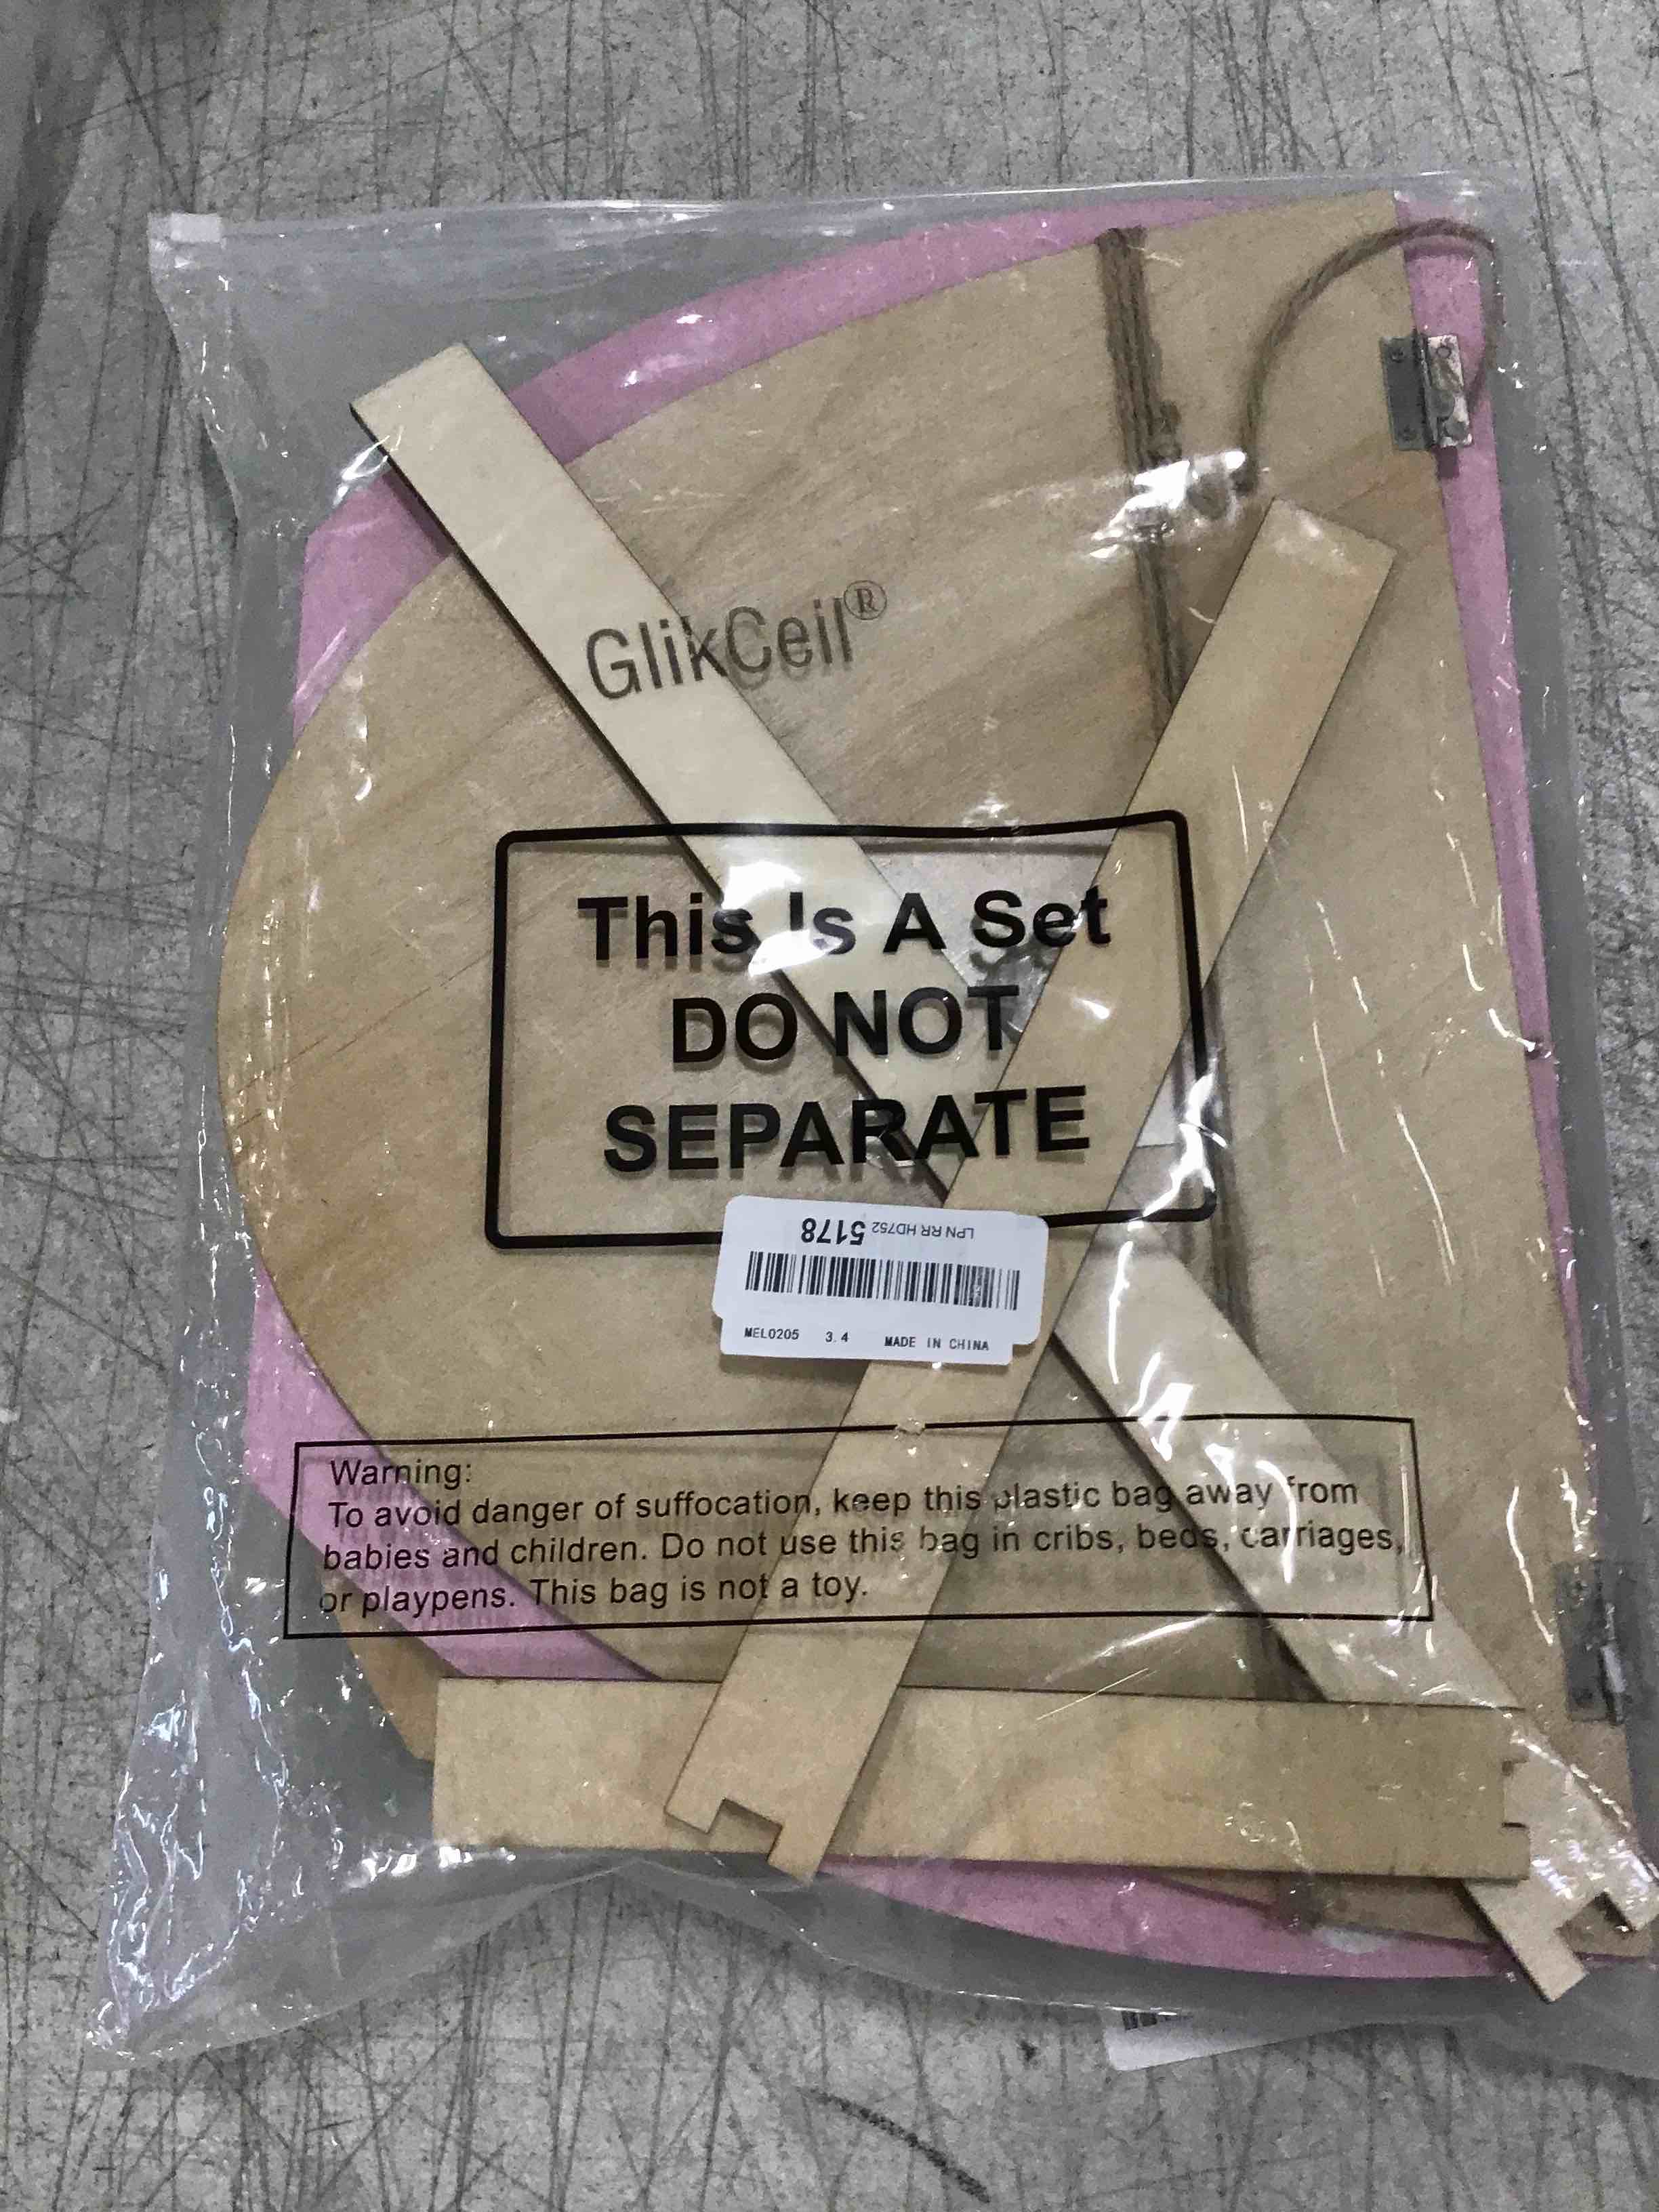 GlikCeil®
This Is A Set
DO NOT
SEPARATE
LPN RR HD752 5178
MEL0205 3.4 MADE IN CHINA
Warning:
To avoid danger of suffocation, keep this plastic bag away from
babies and children. Do not use this bag in cribs, beds, carriages,
or playpens. This bag is not a toy.